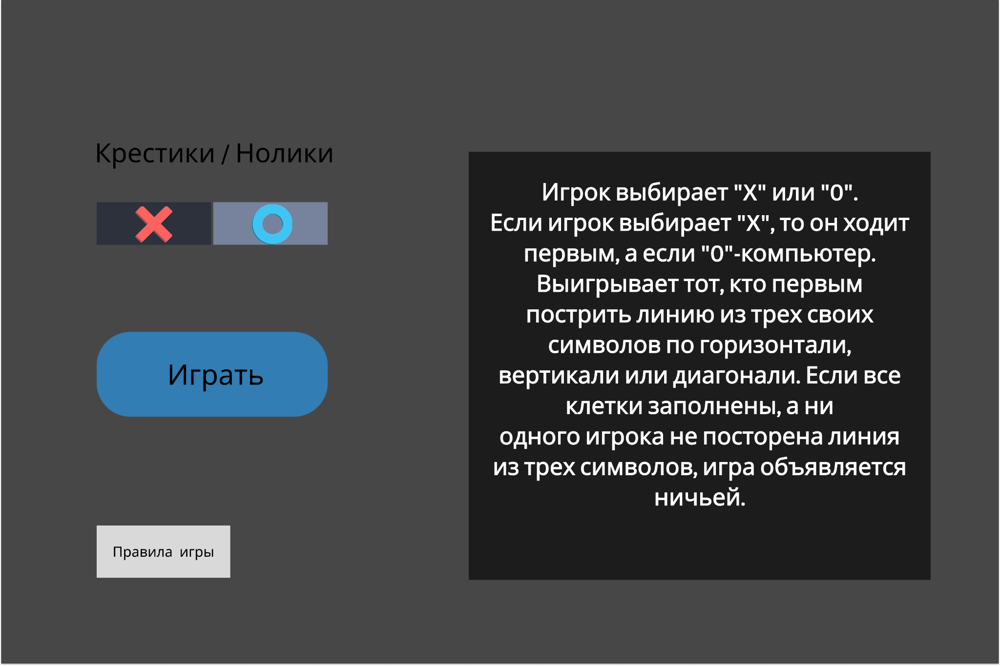 Крестики / Нолики
Играть
Правила игры
Игрок выбирает "X" или "0".
Если игрок выбирает "X", то он ходит
первым, а если "0"-компьютер.
Выигрывает тот, кто первым
пострить линию из трех своих
символов по горизонтали,
вертикали или диагонали. Если все
клетки заполнены, а ни
одного игрока не посторена линия
из трех символов, игра объявляется
ничьей.